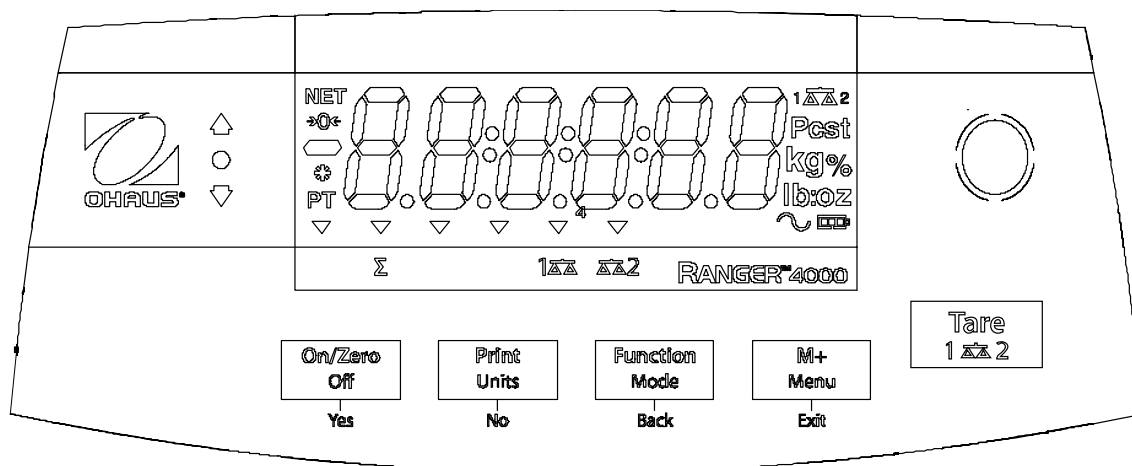 NET
1 2
→0←
Pcst
kg%
OHAUS®
PT
lb:oz
4
Σ
1 2
RANGER™ 4000
Tare
1 2
On/Zero
Off
Yes
Print
Units
No
Function
Mode
Back
M+
Menu
Exit